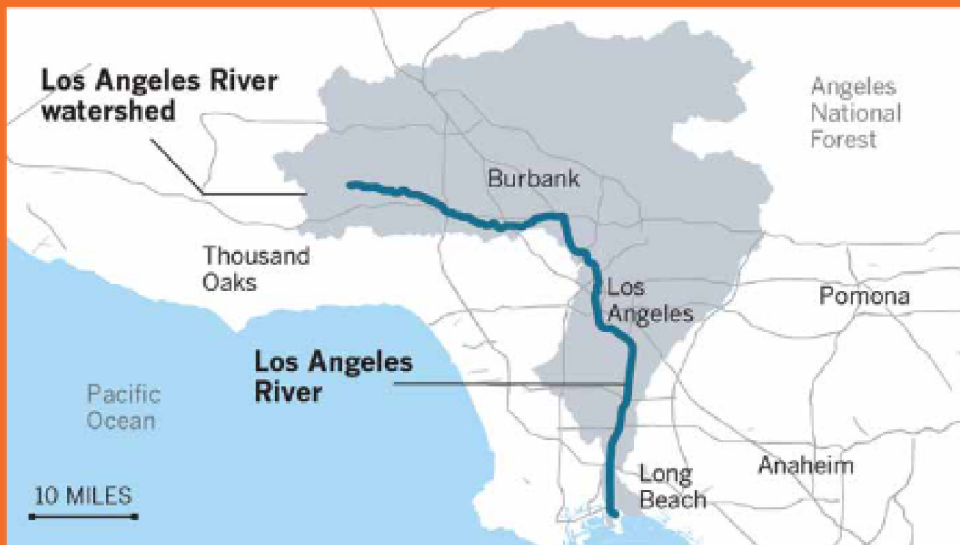 Los Angeles River
watershed
Angeles
National
Forest
Burbank
Thousand
Oaks
Los
Angeles
Pomona
Los Angeles
River
Pacific
Ocean
Anaheim
Long
Beach
10 MILES